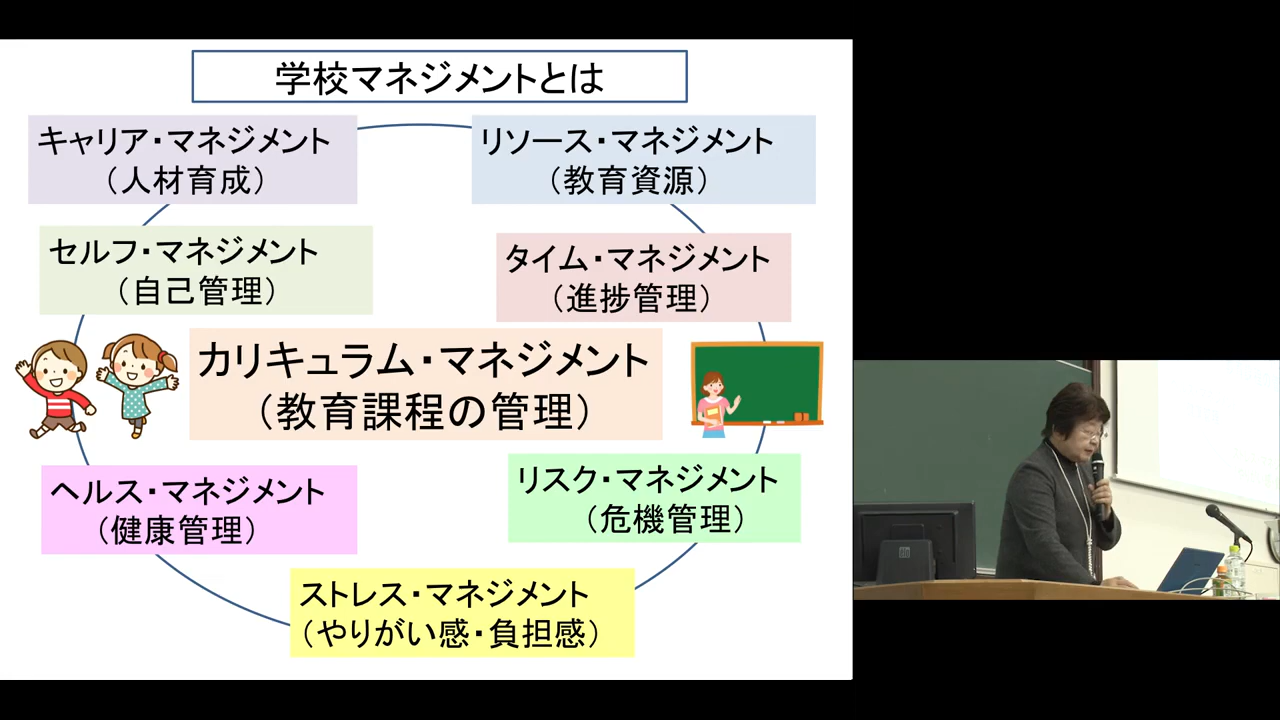 学校マネジメントとは
キャリア・マネジメント
（人材育成）
リソース・マネジメント
（教育資源）
セルフ・マネジメント
（自己管理）
タイム・マネジメント
（進捗管理）
カリキュラム・マネジメント
（教育課程の管理）
ヘルス・マネジメント
（健康管理）
リスク・マネジメント
（危機管理）
ストレス・マネジメント
（やりがい感・負担感）